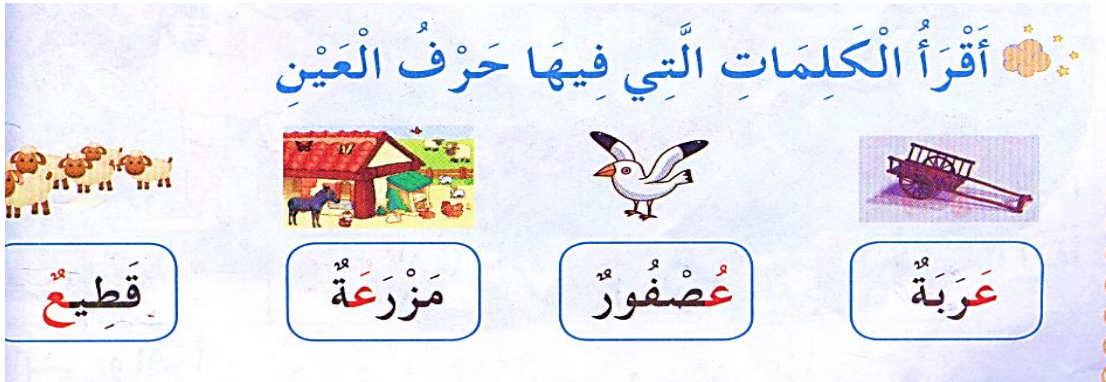 أَقْرَأُ الْكَلِمَاتِ الَّتِي فِيهَا حَرْفُ الْعَيْنِ
عَرَبَةٌ عُصْفُورٌ مَزْرَعَةٌ قَطِيعٌ